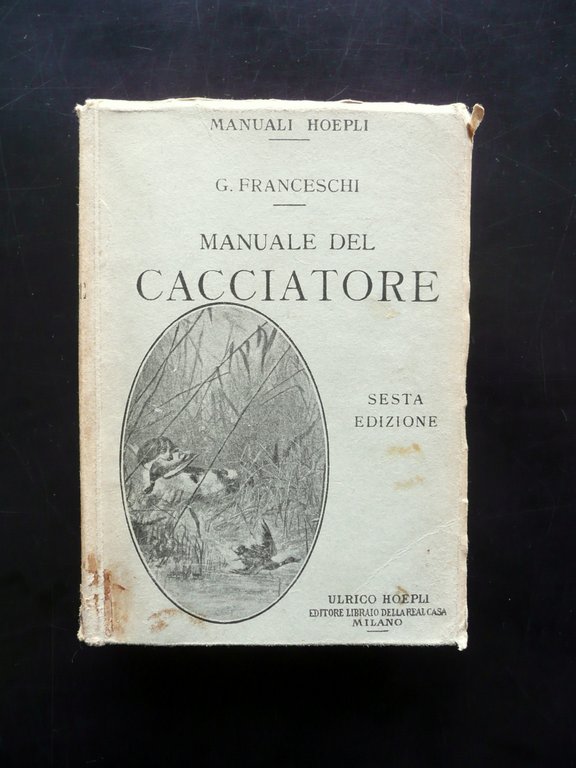 MANUALI HOEPLI
G. FRANCESCHI
MANUALE DEL
CACCIATORE
SESTA
EDIZIONE
ULRICO HOEPLI
EDITORE LIBRAIO DELLA REAL CASA
MILANO